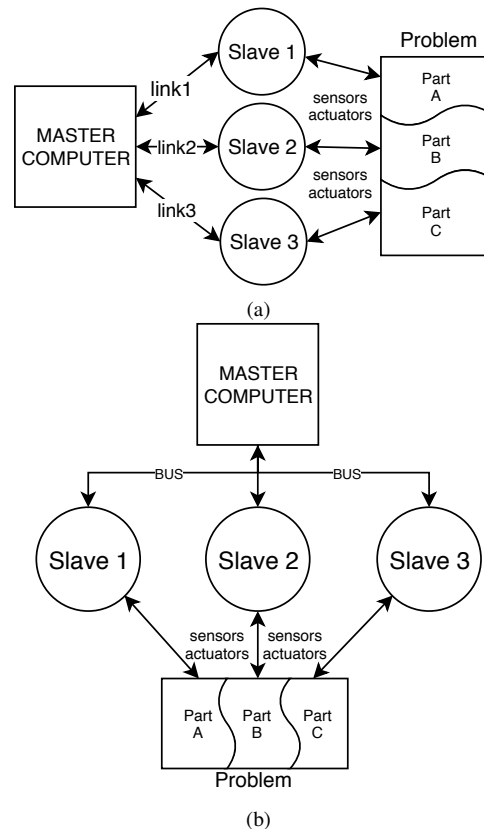 Slave 1
Problem
link1
sensors
actuators
Part
A
MASTER
COMPUTER
link2
Slave 2
Part
B
sensors
actuators
link3
Slave 3
Part
C
(a)
MASTER
COMPUTER
BUS
BUS
Slave 1
Slave 2
Slave 3
sensors
actuators
sensors
actuators
Part
A
Part
B
Part
C
Problem
(b)